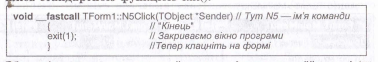 void __fastcall TForm1::N5Click(TObject *Sender) // Тут N5 — ім'я команди
{ // "Кінець"
exit(1); // Закриваємо вікно програми
} //Тепер клацніть на формі